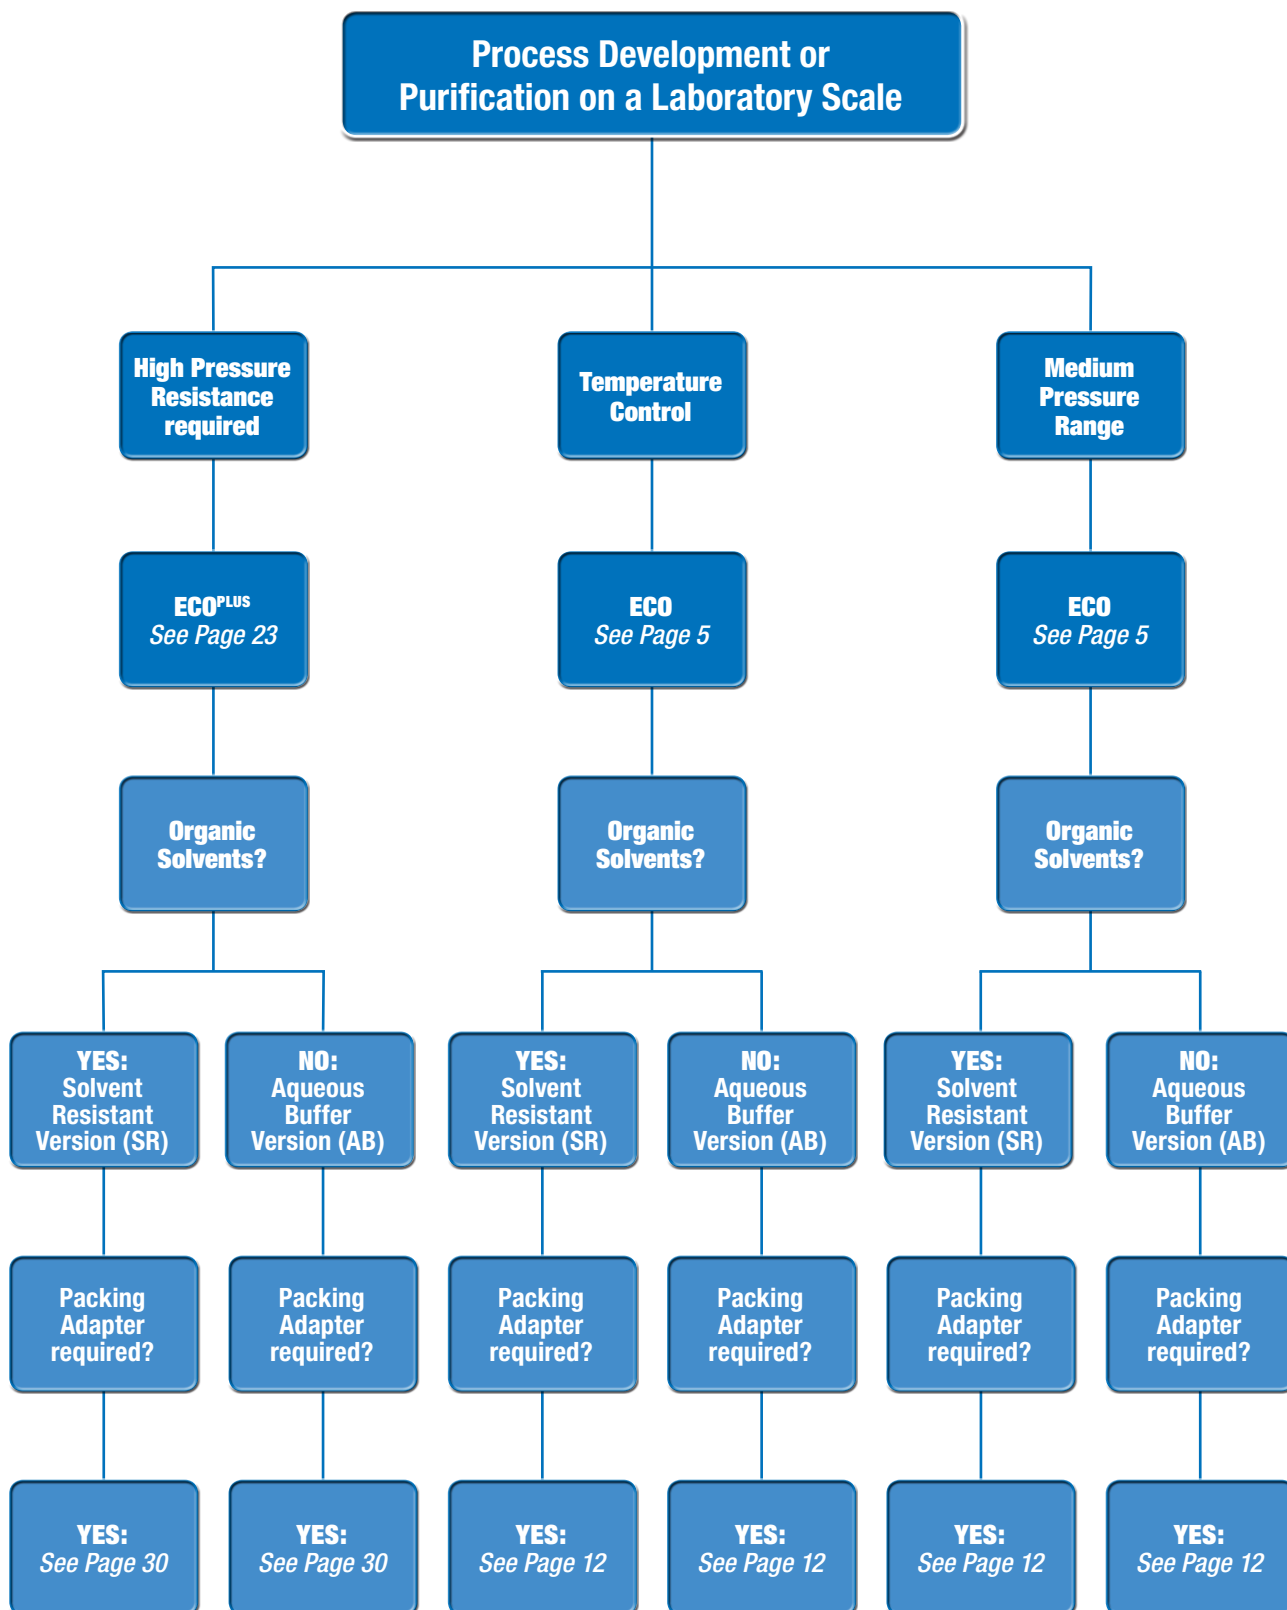 Process Development or
Purification on a Laboratory Scale
High Pressure
Resistance
required
Temperature
Control
Medium
Pressure
Range
ECOPLUS
See Page 23
ECO
See Page 5
ECO
See Page 5
Organic
Solvents?
Organic
Solvents?
Organic
Solvents?
YES:
Solvent
Resistant
Version (SR)
NO:
Aqueous
Buffer
Version (AB)
YES:
Solvent
Resistant
Version (SR)
NO:
Aqueous
Buffer
Version (AB)
YES:
Solvent
Resistant
Version (SR)
NO:
Aqueous
Buffer
Version (AB)
Packing
Adapter
required?
Packing
Adapter
required?
Packing
Adapter
required?
Packing
Adapter
required?
Packing
Adapter
required?
Packing
Adapter
required?
YES:
See Page 30
YES:
See Page 30
YES:
See Page 12
YES:
See Page 12
YES:
See Page 12
YES:
See Page 12